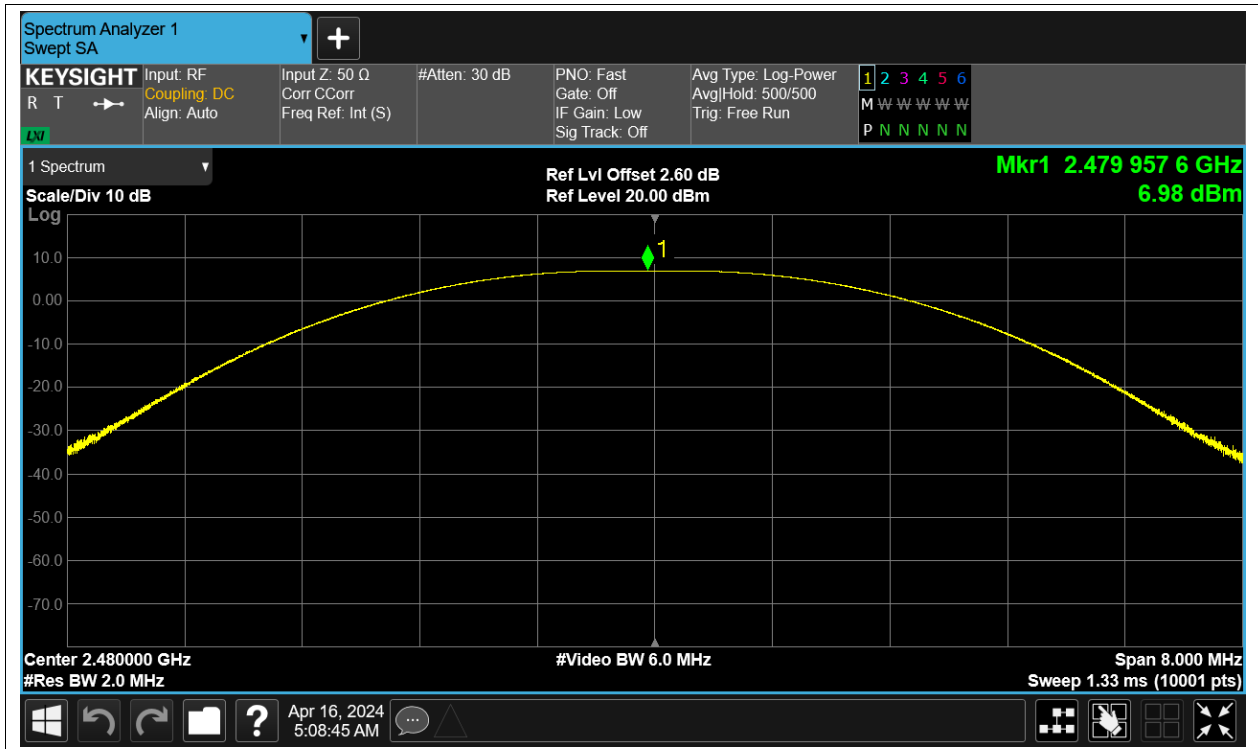 Spectrum Analyzer 1
Swept SA
+
KEYSIGHT
R T
LXI
Input: RF
Coupling: DC
Align: Auto
Input Z: 50 Ω
Corr CCorr
Freq Ref: Int (S)
#Atten: 30 dB
PNO: Fast
Gate: Off
IF Gain: Low
Sig Track: Off
Avg Type: Log-Power
Avg|Hold: 500/500
Trig: Free Run
1 2 3 4 5 6
M W W W W W
P N N N N N
1 Spectrum
Scale/Div 10 dB
Log
Ref Lvl Offset 2.60 dB
Ref Level 20.00 dBm
Mkr1 2.479 957 6 GHz
6.98 dBm
1
10.0
0.00
-10.0
-20.0
-30.0
-40.0
-50.0
-60.0
-70.0
Center 2.480000 GHz
#Res BW 2.0 MHz
#Video BW 6.0 MHz
Span 8.000 MHz
Sweep 1.33 ms (10001 pts)
?
Apr 16, 2024
5:08:45 AM